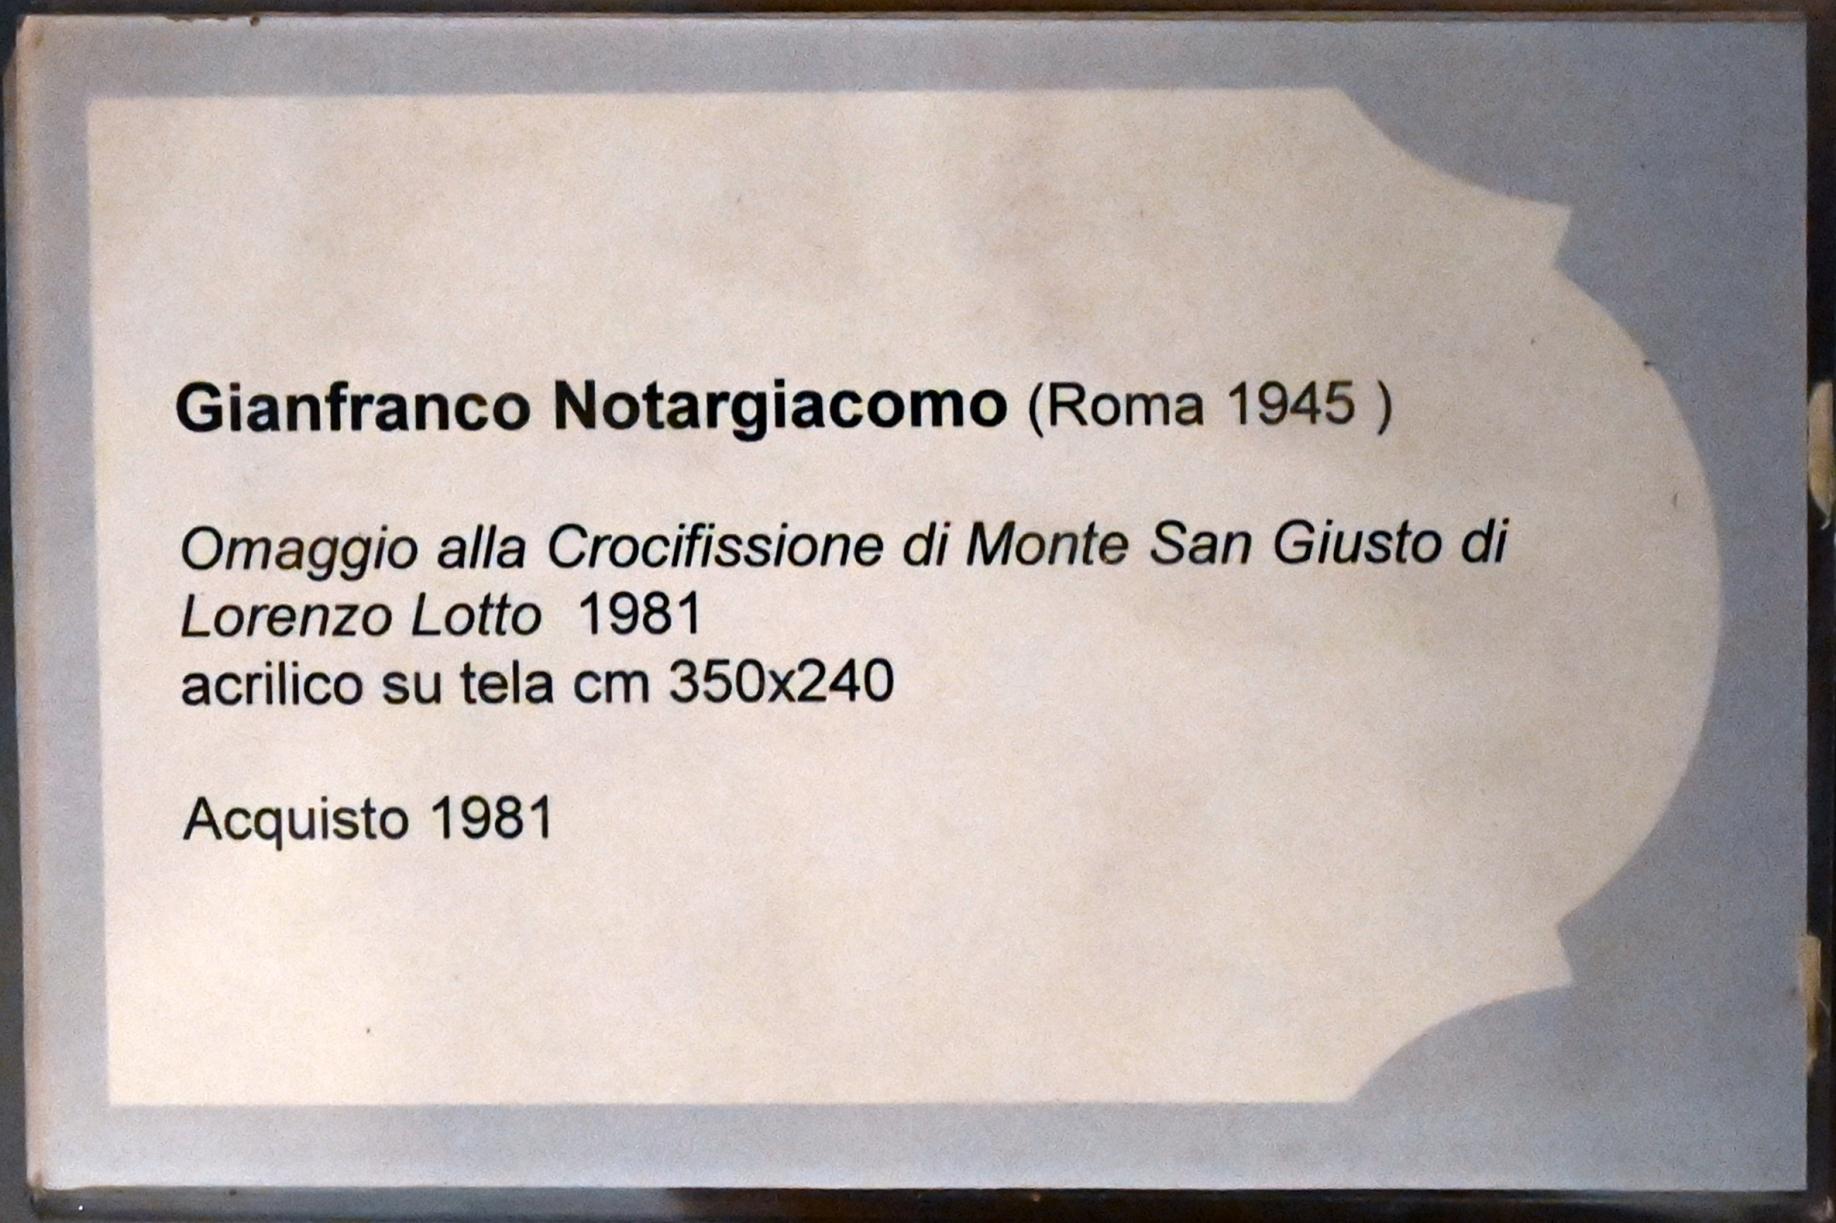 Gianfranco Notargiacomo (Roma 1945 )
Omaggio alla Crocifissione di Monte San Giusto di
Lorenzo Lotto 1981
acrilico su tela cm 350x240
Acquisto 1981